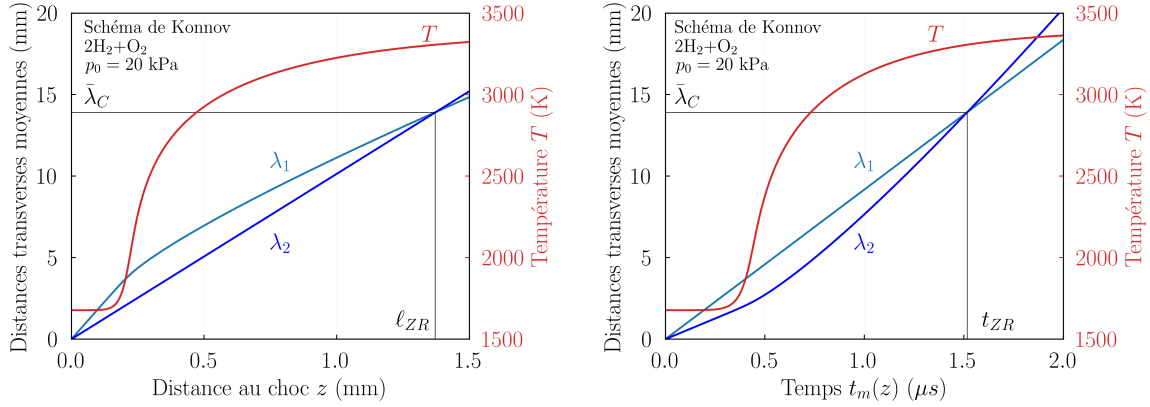 20
15
10
5
0
Distances transverses moyennes (mm)
Schéma de Konnov
2H₂+O₂
p₀ = 20 kPa
λ̄_C
T
λ₁
λ₂
ℓ_ZR
3500
3000
2500
2000
1500
Température T (K)
0.0 0.5 1.0 1.5
Distance au choc z (mm)
20
15
10
5
0
Distances transverses moyennes (mm)
Schéma de Konnov
2H₂+O₂
p₀ = 20 kPa
λ̄_C
T
λ₁
λ₂
t_ZR
3500
3000
2500
2000
1500
Température T (K)
0.0 0.5 1.0 1.5 2.0
Temps t_m(z) (μs)